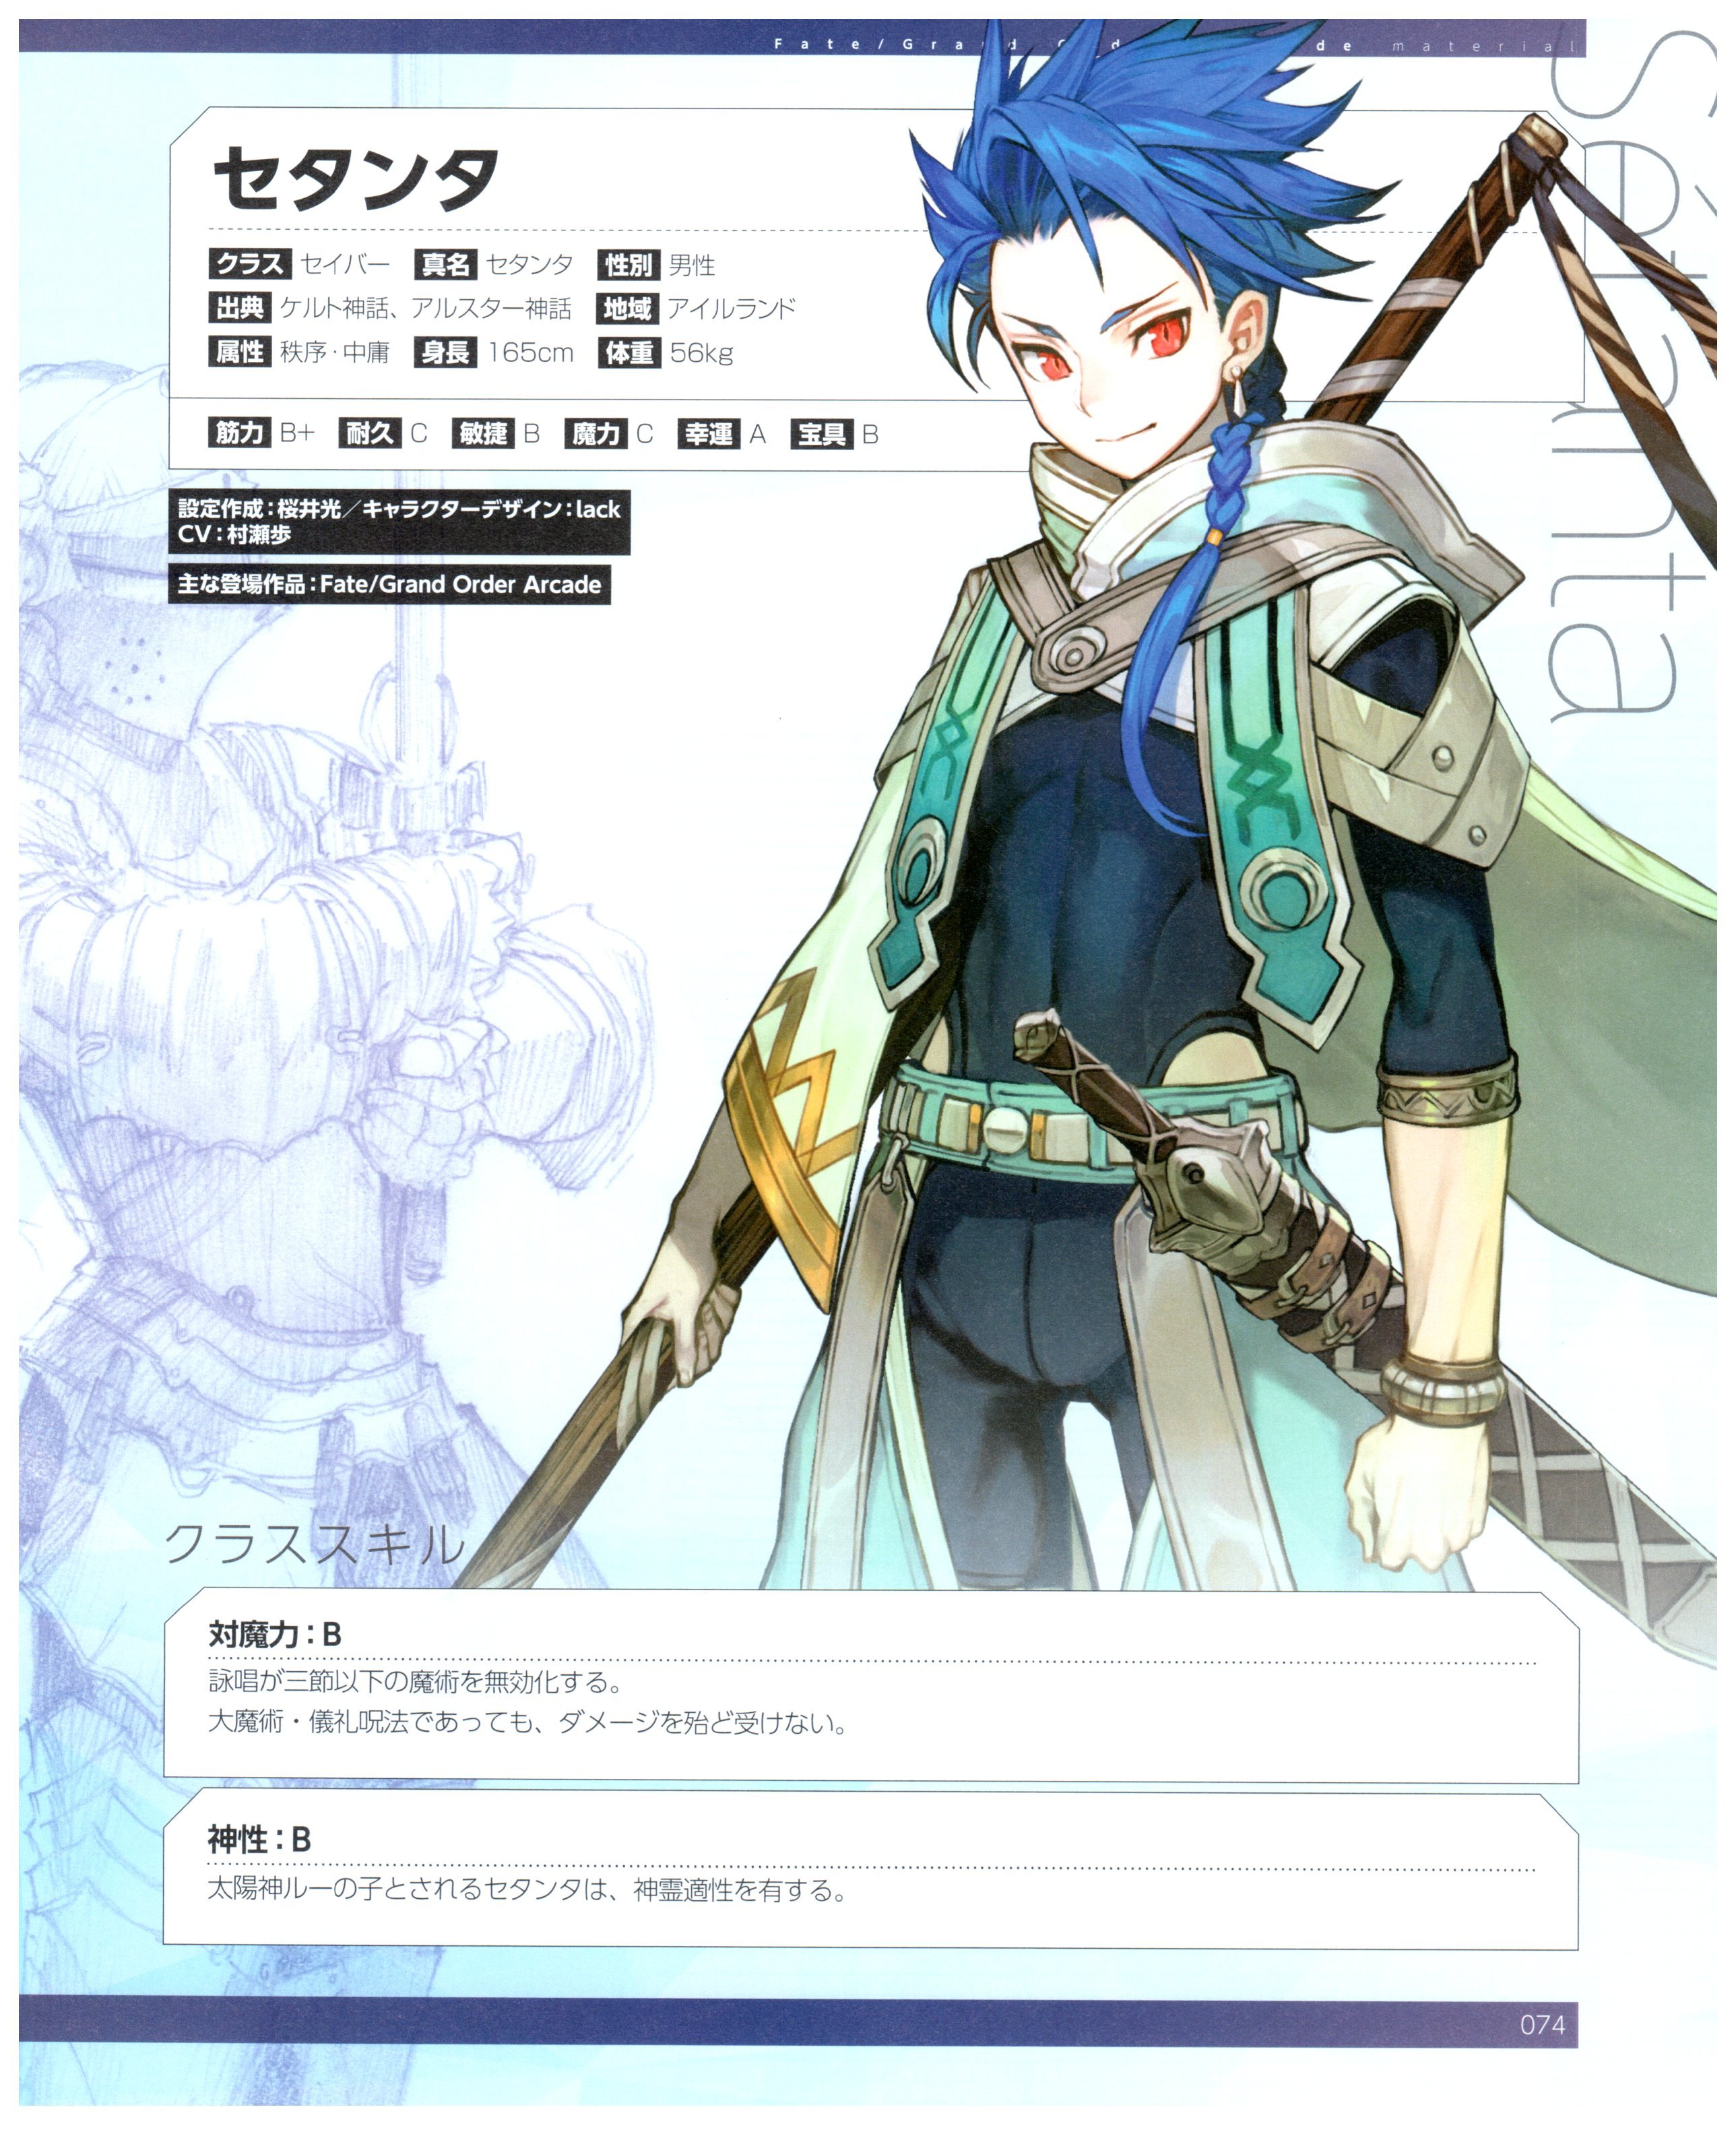 Fate/Grand Order Arcade material
Sétanta
セタンタ
クラス セイバー 真名 セタンタ 性別 男性
出典 ケルト神話、アルスター神話 地域 アイルランド
属性 秩序・中庸 身長 165cm 体重 56kg
筋力 B+ 耐久 C 敏捷 B 魔力 C 幸運 A 宝具 B
設定作成:桜井光／キャラクターデザイン:lack
CV:村瀬歩
主な登場作品:Fate/Grand Order Arcade
クラススキル
対魔力:B
詠唱が三節以下の魔術を無効化する。
大魔術・儀礼呪法であっても、ダメージを殆ど受けない。
神性:B
太陽神ルーの子とされるセタンタは、神霊適性を有する。
074